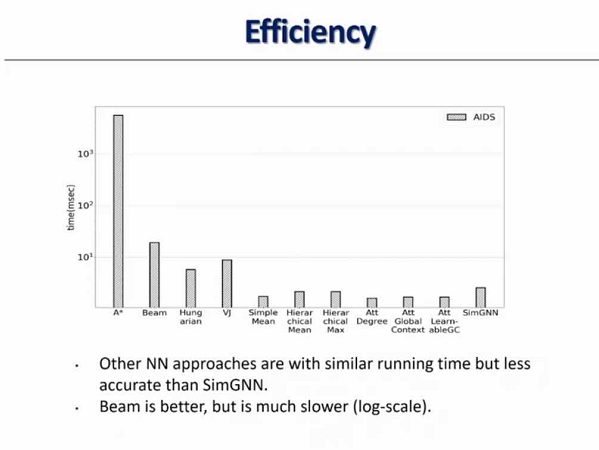 Efficiency
AIDS
10³
10²
10¹
time(msec)
A* Beam Hung VJ Simple Hierar Hierar Att Att Att SimGNN
arian Mean chical chical Degree Global Learn-
Mean Max Context ableGC
• Other NN approaches are with similar running time but less
accurate than SimGNN.
• Beam is better, but is much slower (log-scale).